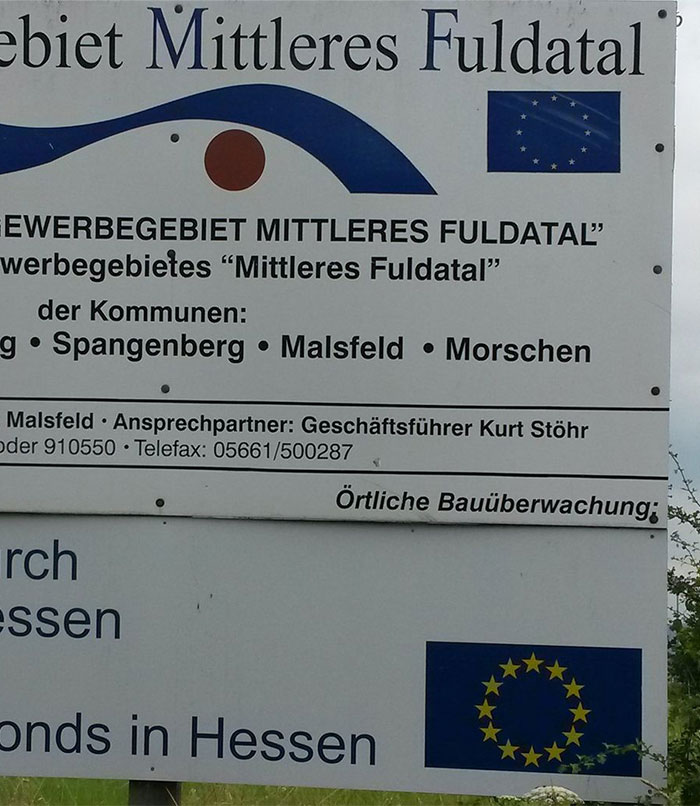 ebiet Mittleres Fuldatal
GEWERBEGEBIET MITTLERES FULDATAL”
werbegebietes “Mittleres Fuldatal”
der Kommunen:
g • Spangenberg • Malsfeld • Morschen
Malsfeld · Ansprechpartner: Geschäftsführer Kurt Stöhr
oder 910550 · Telefax: 05661/500287
Örtliche Bauüberwachung:
rch
essen
onds in Hessen